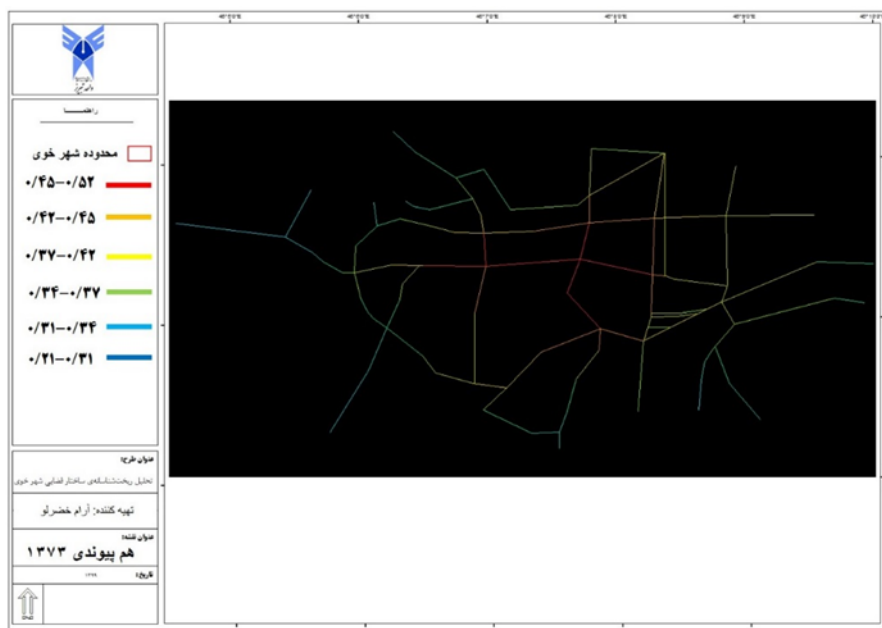 راهنمــــــا
محدوده شهر خوی
۰/۴۵-۰/۵۲
۰/۴۲-۰/۴۵
۰/۳۷-۰/۴۲
۰/۳۴-۰/۳۷
۰/۳۱-۰/۳۴
۰/۲۱-۰/۳۱
عنوان طرح:
تحلیل ریخت‌شناسانه‌ی ساختار فضایی شهر خوی
تهیه کننده: آرام خضرلو
عنوان نقشه:
هم پیوندی ۱۳۷۳
تاریخ: